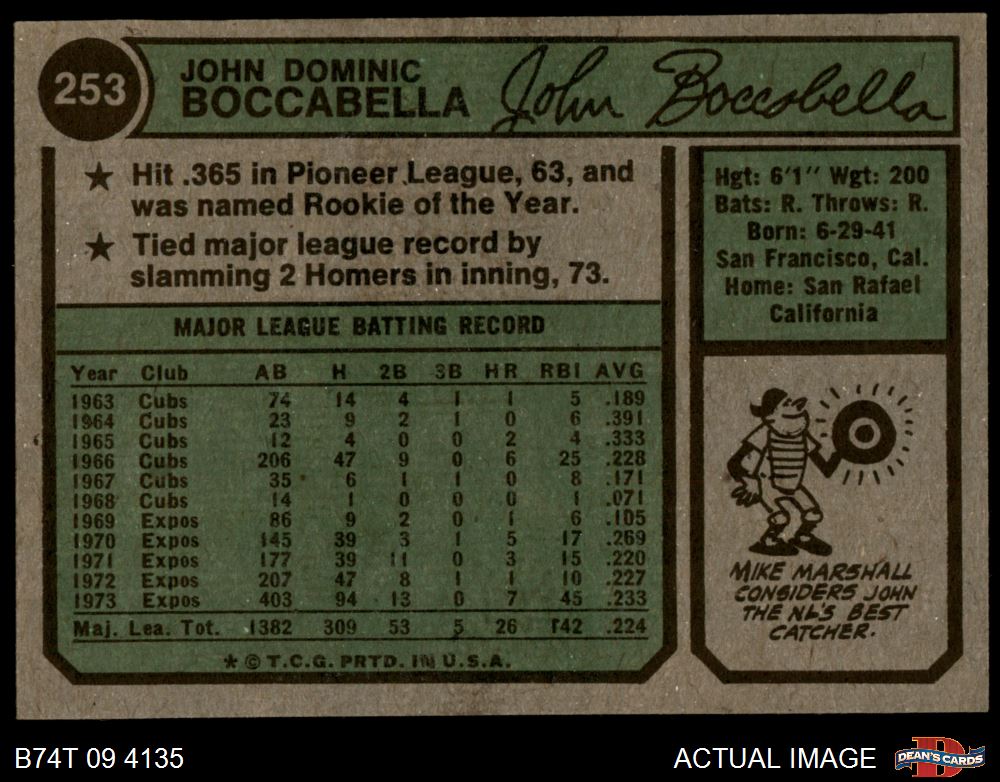 253
JOHN DOMINIC
BOCCABELLA
John Boccabella
★ Hit .365 in Pioneer League, 63, and
was named Rookie of the Year.
★ Tied major league record by
slamming 2 Homers in inning, 73.
MAJOR LEAGUE BATTING RECORD
Year Club AB H 2B 3B HR RBI AVG
1963 Cubs 74 14 4 1 1 5 .189
1964 Cubs 23 9 2 1 0 6 .391
1965 Cubs 12 4 0 0 2 4 .333
1966 Cubs 206 47 9 0 6 25 .228
1967 Cubs 35 6 1 1 0 8 .171
1968 Cubs 14 1 0 0 0 1 .071
1969 Expos 86 9 2 0 1 6 .105
1970 Expos 145 39 3 1 5 17 .269
1971 Expos 177 39 11 0 3 15 .220
1972 Expos 207 47 8 1 1 10 .227
1973 Expos 403 94 13 0 7 45 .233
Maj. Lea. Tot. 1382 309 53 5 26 142 .224
★ © T.C.G. PRTD. IN U.S.A.
Hgt: 6'1" Wgt: 200
Bats: R. Throws: R.
Born: 6-29-41
San Francisco, Cal.
Home: San Rafael
California
MIKE MARSHALL
CONSIDERS JOHN
THE NL'S BEST
CATCHER.
B74T 09 4135
ACTUAL IMAGE
D
DEAN'S CARDS